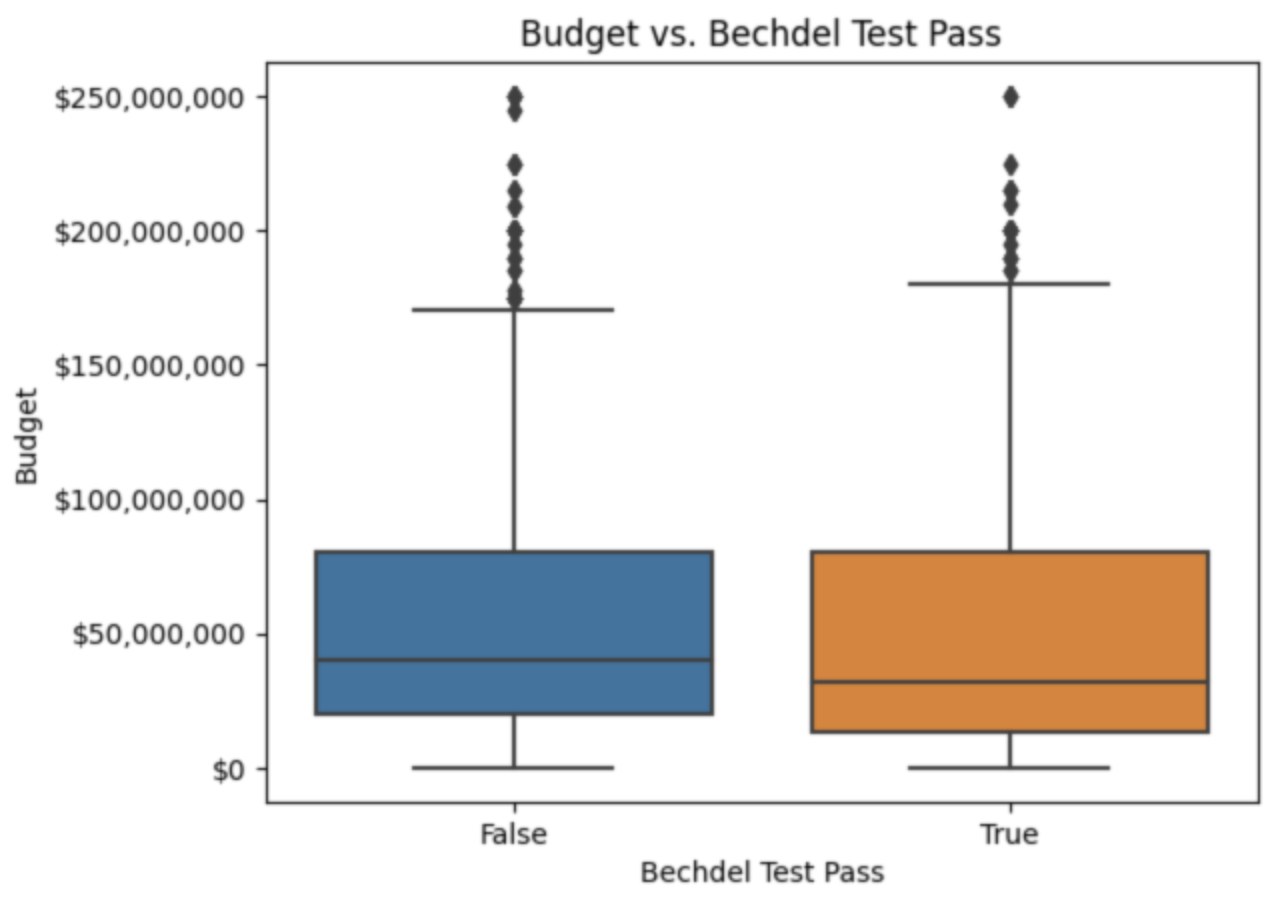 Budget vs. Bechdel Test Pass
$250,000,000
$200,000,000
$150,000,000
$100,000,000
$50,000,000
$0
Budget
False
True
Bechdel Test Pass